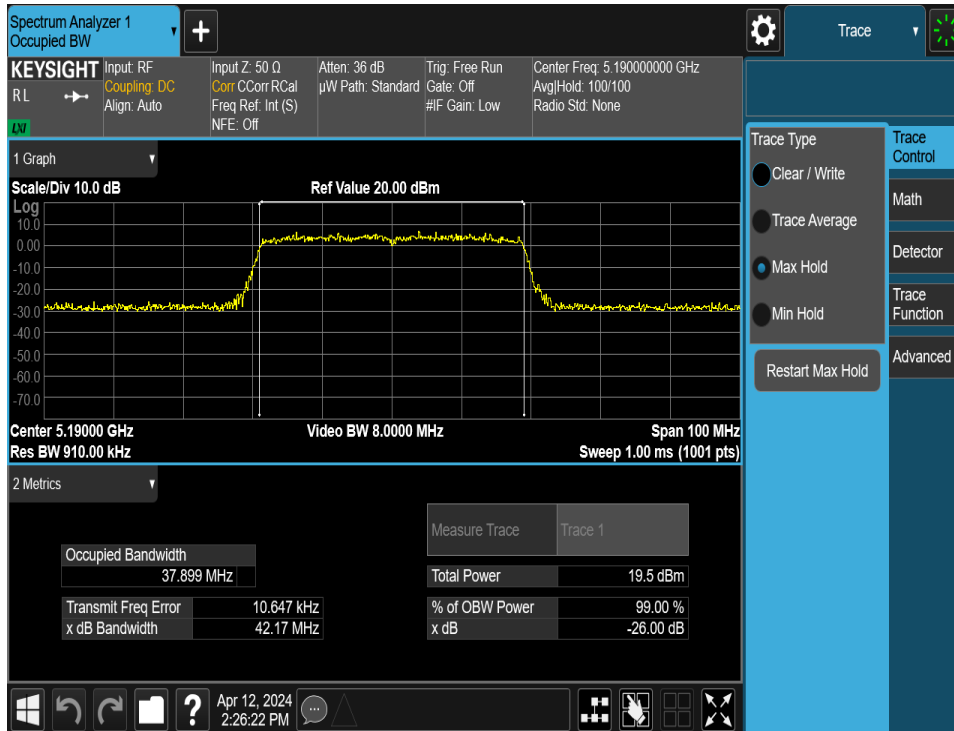 Spectrum Analyzer 1
Occupied BW
+
Trace
KEYSIGHT
RL
LXI
Input: RF
Coupling: DC
Align: Auto
Input Z: 50 Ω
Corr CCorr RCal
Freq Ref: Int (S)
NFE: Off
Atten: 36 dB
µW Path: Standard
Trig: Free Run
Gate: Off
#IF Gain: Low
Center Freq: 5.190000000 GHz
Avg|Hold: 100/100
Radio Std: None
1 Graph
Scale/Div 10.0 dB
Ref Value 20.00 dBm
Log
10.0
0.00
-10.0
-20.0
-30.0
-40.0
-50.0
-60.0
-70.0
Center 5.19000 GHz
Video BW 8.0000 MHz
Span 100 MHz
Res BW 910.00 kHz
Sweep 1.00 ms (1001 pts)
2 Metrics
Measure Trace
Trace 1
Occupied Bandwidth
37.899 MHz
Total Power
19.5 dBm
Transmit Freq Error
10.647 kHz
% of OBW Power
99.00 %
x dB Bandwidth
42.17 MHz
x dB
-26.00 dB
Trace Type
Clear / Write
Trace Average
Max Hold
Min Hold
Restart Max Hold
Trace
Control
Math
Detector
Trace
Function
Advanced
?
Apr 12, 2024
2:26:22 PM